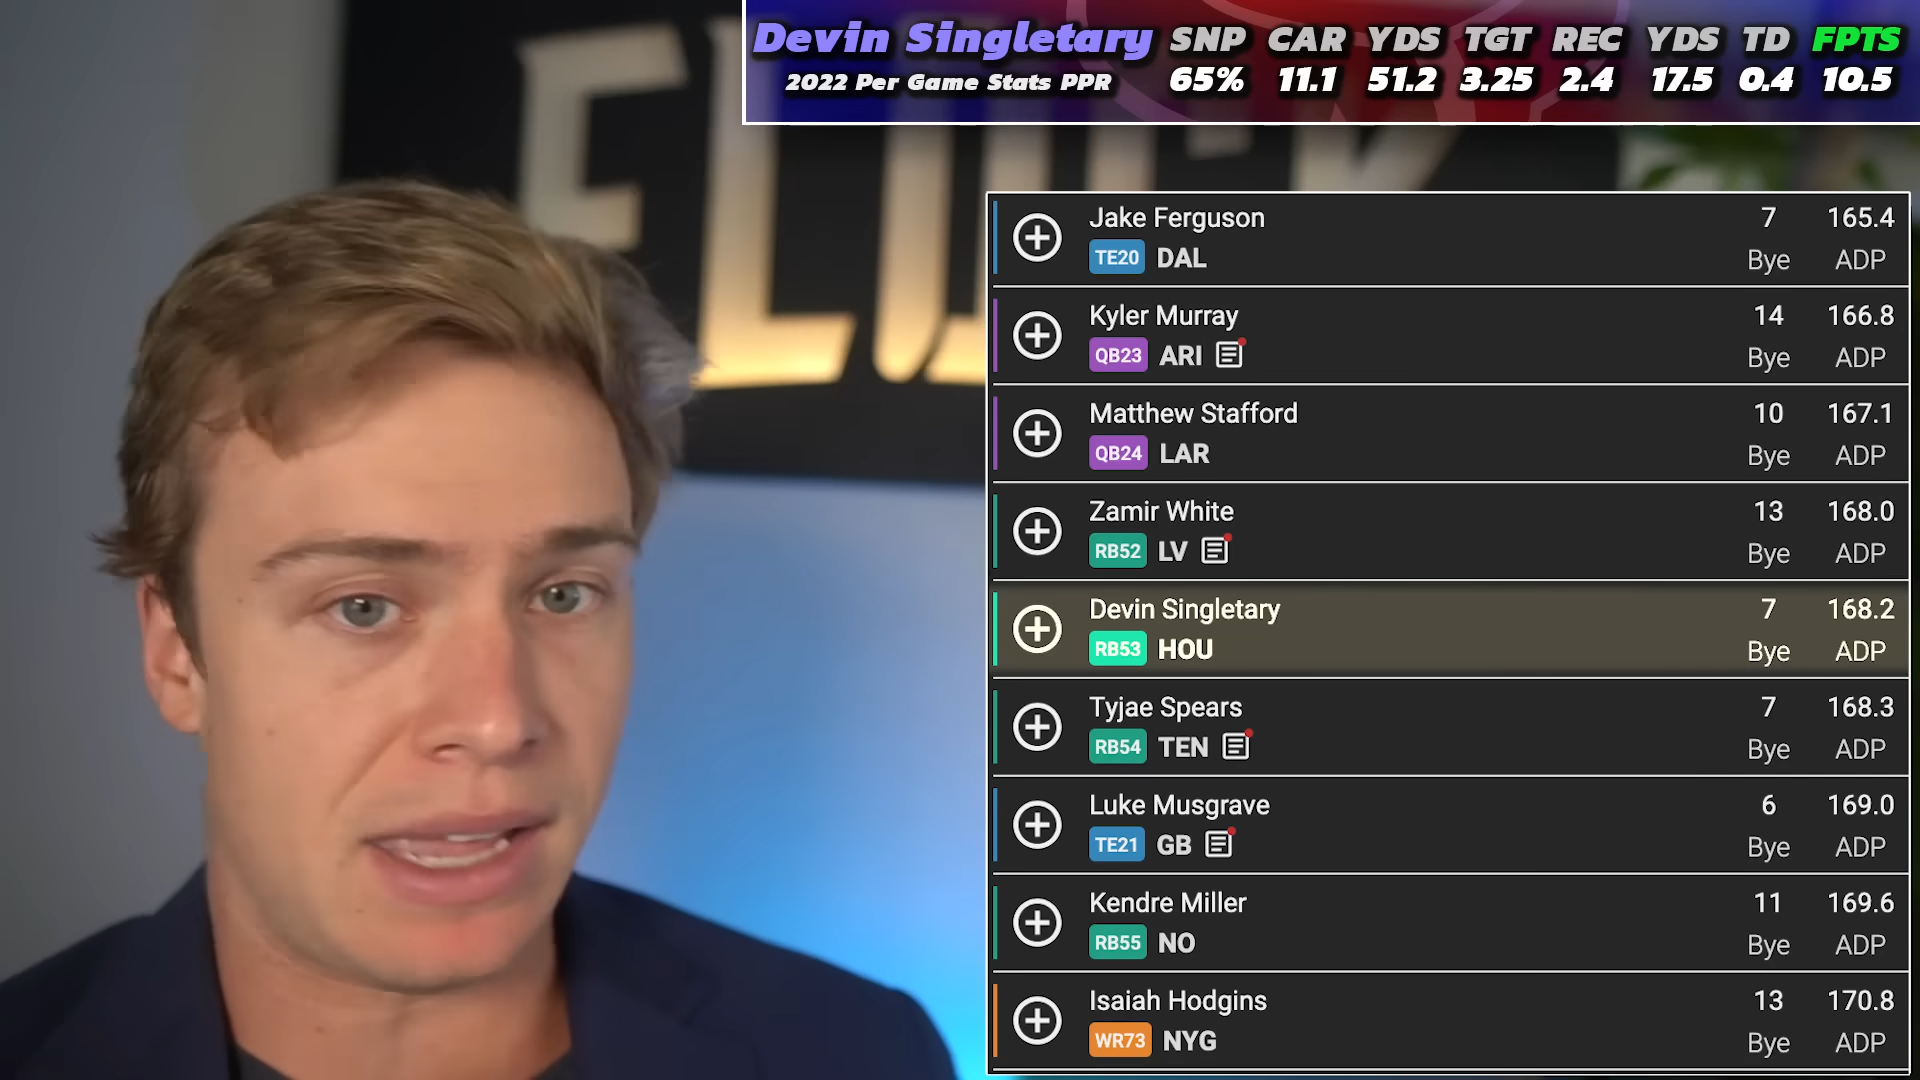 Devin Singletary SNP CAR YDS TGT REC YDS TD FPTS
2022 Per Game Stats PPR 65% 11.1 51.2 3.25 2.4 17.5 0.4 10.5
Jake Ferguson 7 165.4
TE20 DAL Bye ADP
Kyler Murray 14 166.8
QB23 ARI Bye ADP
Matthew Stafford 10 167.1
QB24 LAR Bye ADP
Zamir White 13 168.0
RB52 LV Bye ADP
Devin Singletary 7 168.2
RB53 HOU Bye ADP
Tyjae Spears 7 168.3
RB54 TEN Bye ADP
Luke Musgrave 6 169.0
TE21 GB Bye ADP
Kendre Miller 11 169.6
RB55 NO Bye ADP
Isaiah Hodgins 13 170.8
WR73 NYG Bye ADP